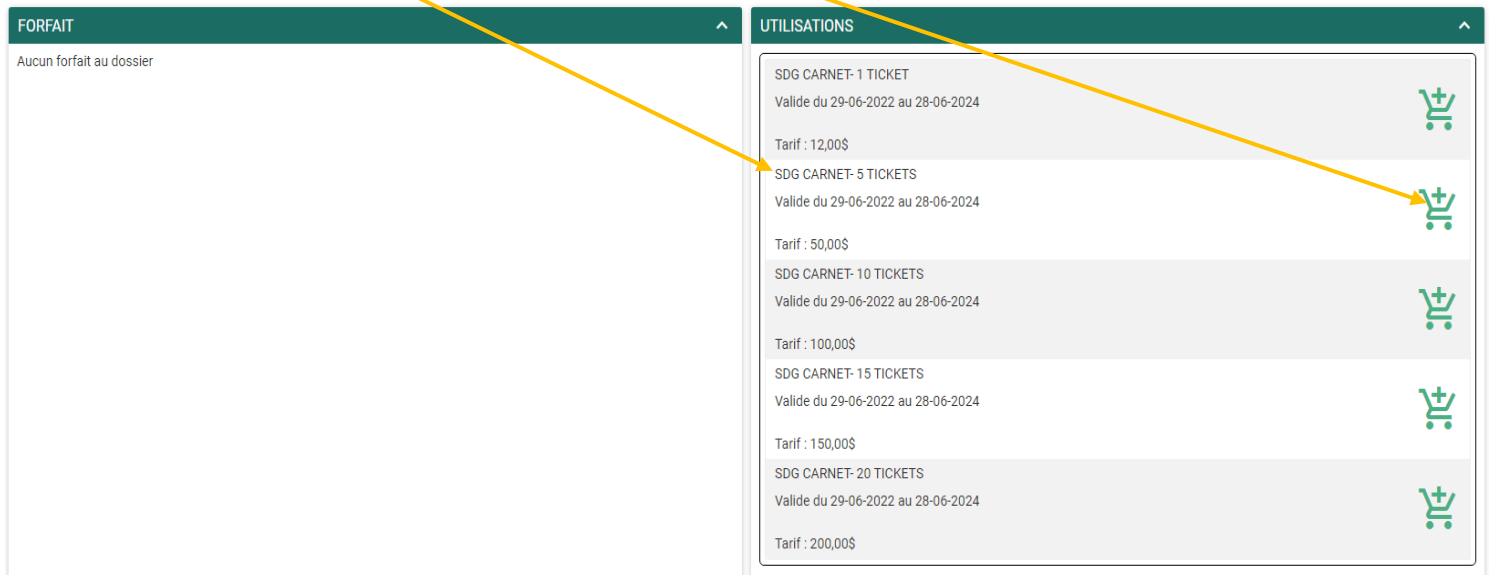 FORFAIT
Aucun forfait au dossier
UTILISATIONS
SDG CARNET- 1 TICKET
Valide du 29-06-2022 au 28-06-2024
Tarif : 12,00$
SDG CARNET- 5 TICKETS
Valide du 29-06-2022 au 28-06-2024
Tarif : 50,00$
SDG CARNET- 10 TICKETS
Valide du 29-06-2022 au 28-06-2024
Tarif : 100,00$
SDG CARNET- 15 TICKETS
Valide du 29-06-2022 au 28-06-2024
Tarif : 150,00$
SDG CARNET- 20 TICKETS
Valide du 29-06-2022 au 28-06-2024
Tarif : 200,00$